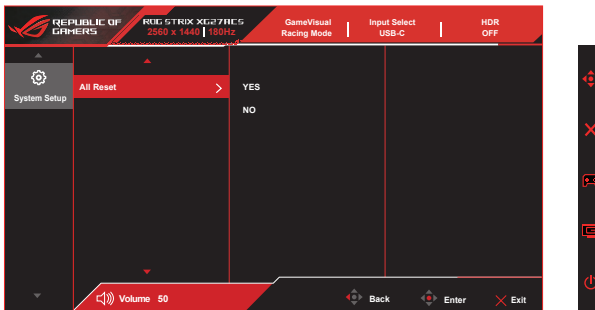 REPUBLIC OF
GAMERS
ROG STRIX XG27ACS
2560 x 1440 180Hz
GameVisual
Racing Mode
Input Select
USB-C
HDR
OFF
System Setup
All Reset
YES
NO
Volume 50
Back
Enter
Exit